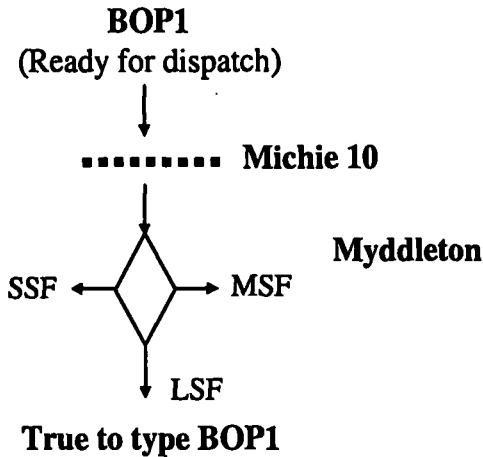 BOP1
(Ready for dispatch)
Michie 10
Myddleton
SSF
MSF
LSF
True to type BOP1